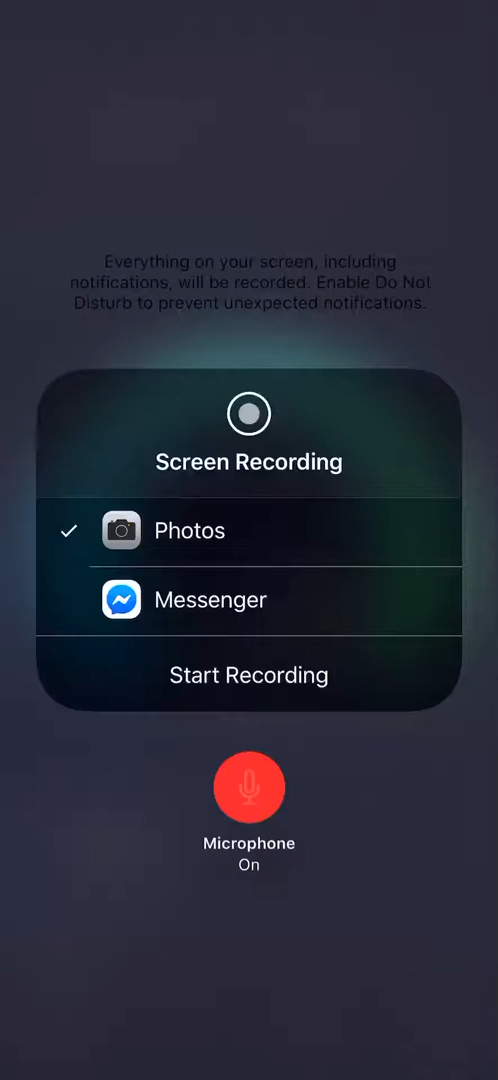 Everything on your screen, including
notifications, will be recorded. Enable Do Not
Disturb to prevent unexpected notifications.
Screen Recording
Photos
Messenger
Start Recording
Microphone
On